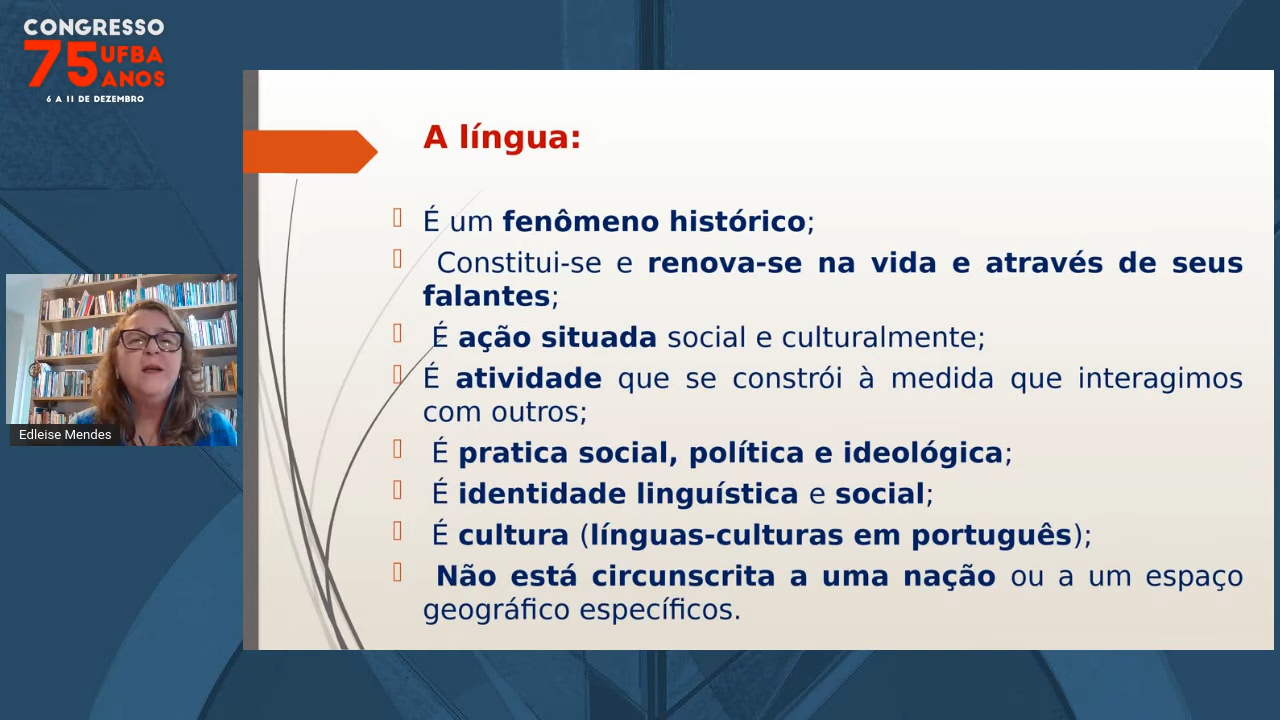 CONGRESSO
75 UFBA
ANOS
6 A 11 DE DEZEMBRO
A língua:
É um fenômeno histórico;
Constitui-se e renova-se na vida e através de seus
falantes;
É ação situada social e culturalmente;
É atividade que se constrói à medida que interagimos
com outros;
É pratica social, política e ideológica;
É identidade linguística e social;
É cultura (línguas-culturas em português);
Não está circunscrita a uma nação ou a um espaço
geográfico específicos.
Edleise Mendes